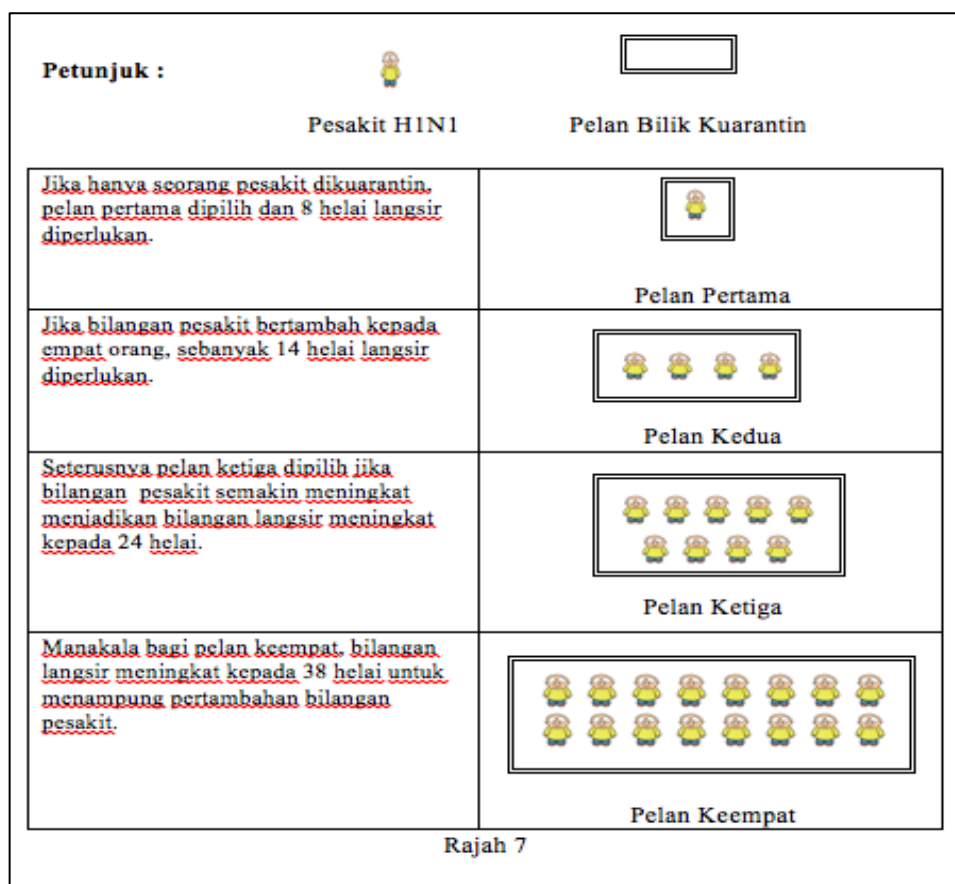 Petunjuk :
Pesakit H1N1
Pelan Bilik Kuarantin
Jika hanya seorang pesakit dikuarantin,
pelan pertama dipilih dan 8 helai langsir
diperlukan.
Pelan Pertama
Jika bilangan pesakit bertambah kepada
empat orang, sebanyak 14 helai langsir
diperlukan.
Pelan Kedua
Seterusnya pelan ketiga dipilih jika
bilangan pesakit semakin meningkat
menjadikan bilangan langsir meningkat
kepada 24 helai.
Pelan Ketiga
Manakala bagi pelan keempat, bilangan
langsir meningkat kepada 38 helai untuk
menampung pertambahan bilangan
pesakit.
Pelan Keempat
Rajah 7